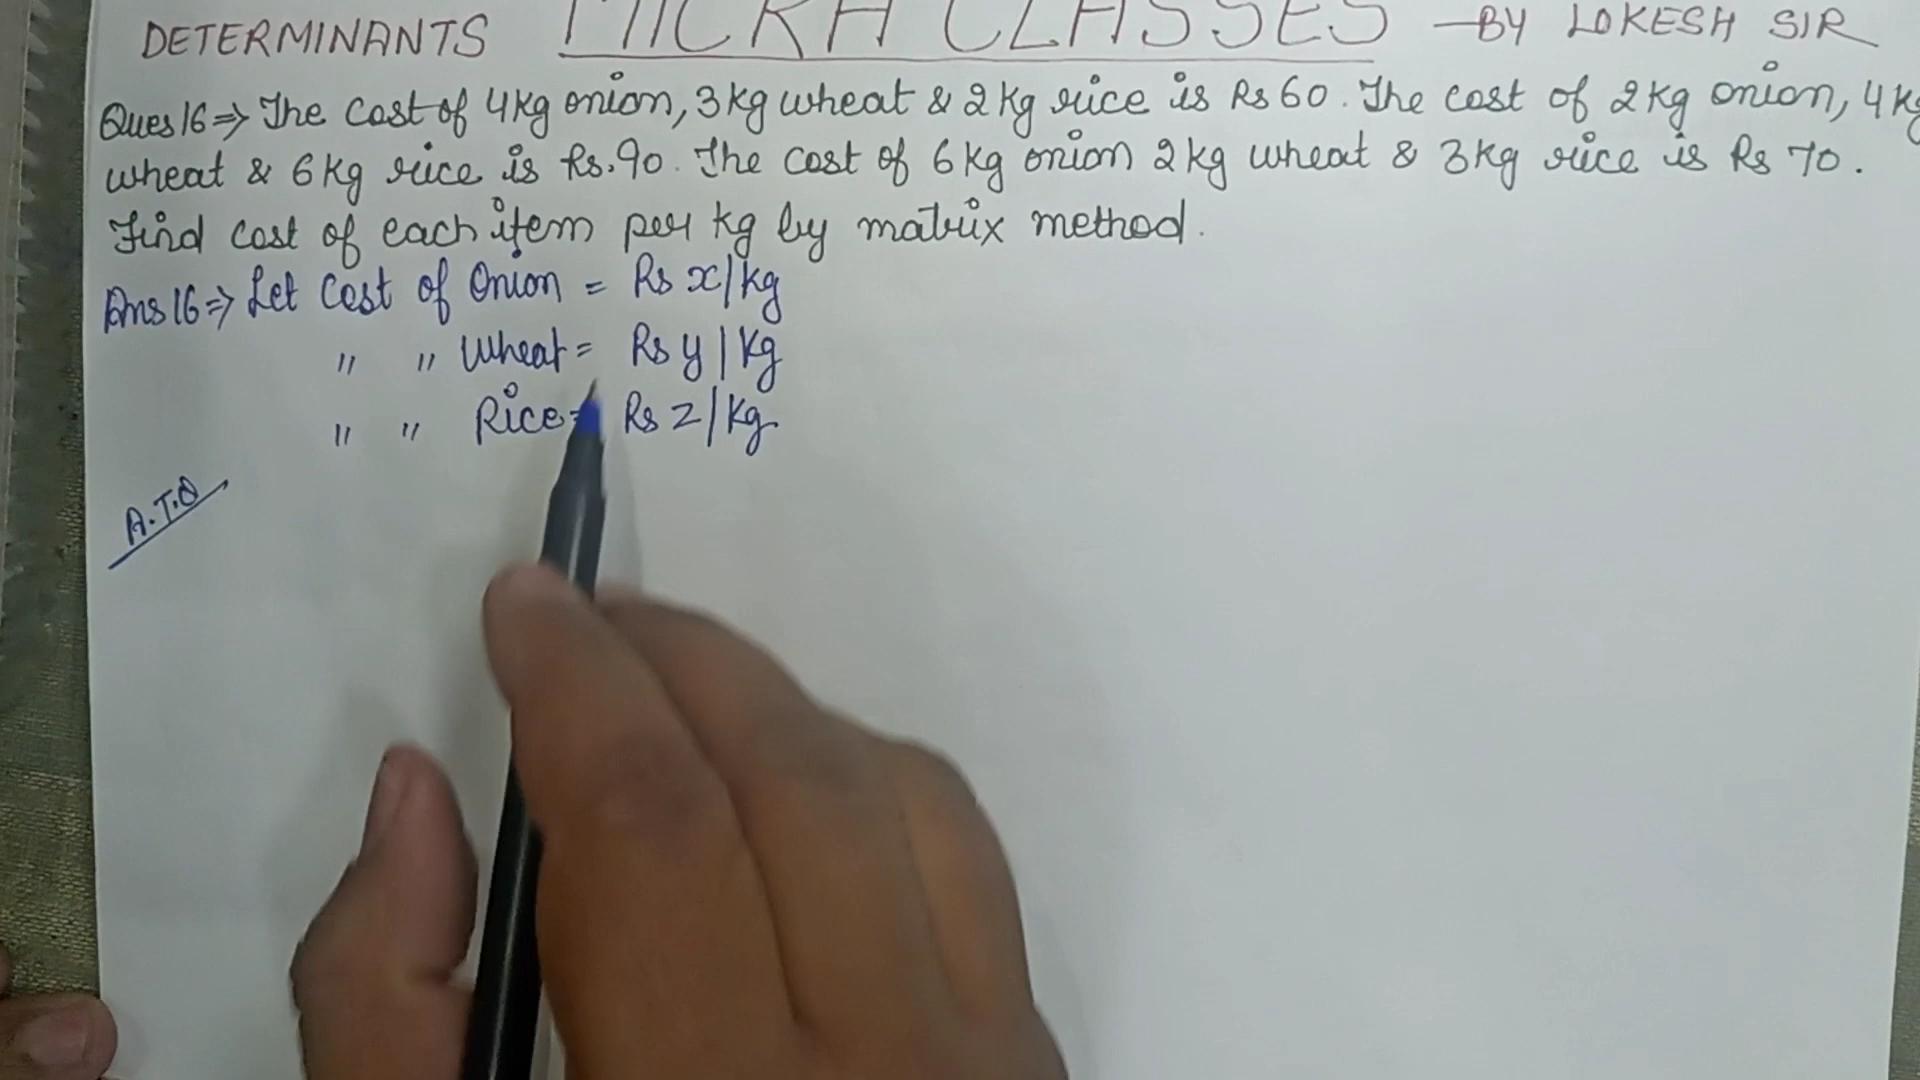 DETERMINANTS MICRA CLASSES -BY LOKESH SIR
Ques 16⇒ The cost of 4kg onion, 3kg wheat & 2kg rice is Rs 60. The cost of 2kg onion, 4kg
wheat & 6kg rice is Rs. 90. The cost of 6kg onion 2kg wheat & 3kg rice is Rs 70.
Find cost of each item per kg by matrix method.
Ans 16⇒ Let Cost of Onion = Rs x/kg
" " Wheat = Rs y/kg
" " Rice = Rs z/kg
A.T.Q